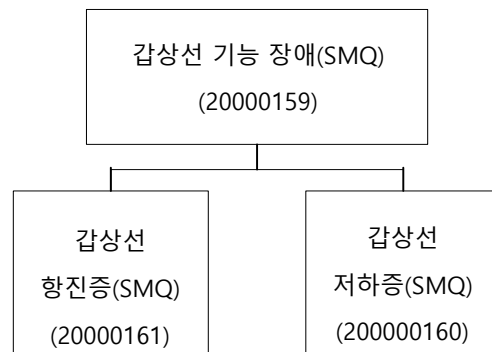 갑상선 기능 장애(SMQ)
(20000159)
갑상선
항진증(SMQ)
(20000161)
갑상선
저하증(SMQ)
(200000160)